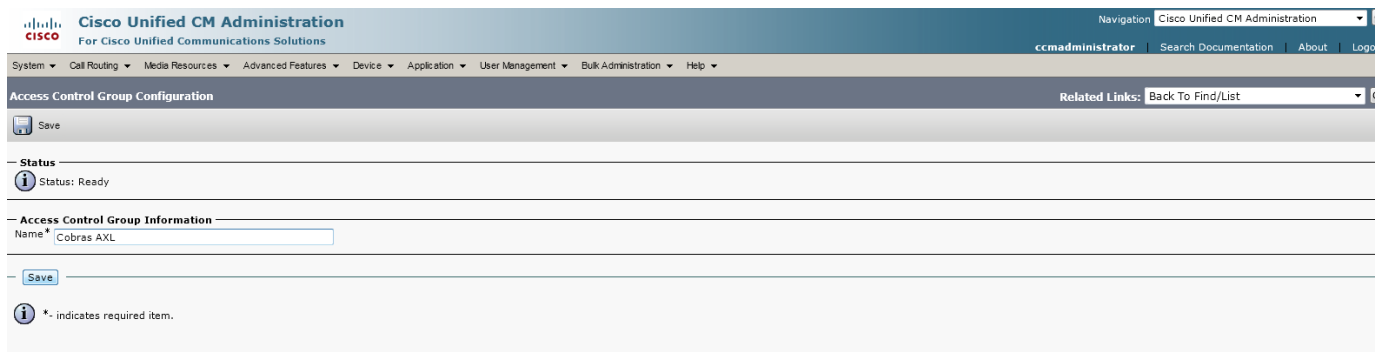 Cisco Unified CM Administration
CISCO
For Cisco Unified Communications Solutions
Navigation Cisco Unified CM Administration
ccmadministrator | Search Documentation | About | Logo
System Call Routing Media Resources Advanced Features Device Application User Management Bulk Administration Help
Access Control Group Configuration
Related Links: Back To Find/List
Save
Status
Status: Ready
Access Control Group Information
Name* Cobras AXL
Save
*- indicates required item.